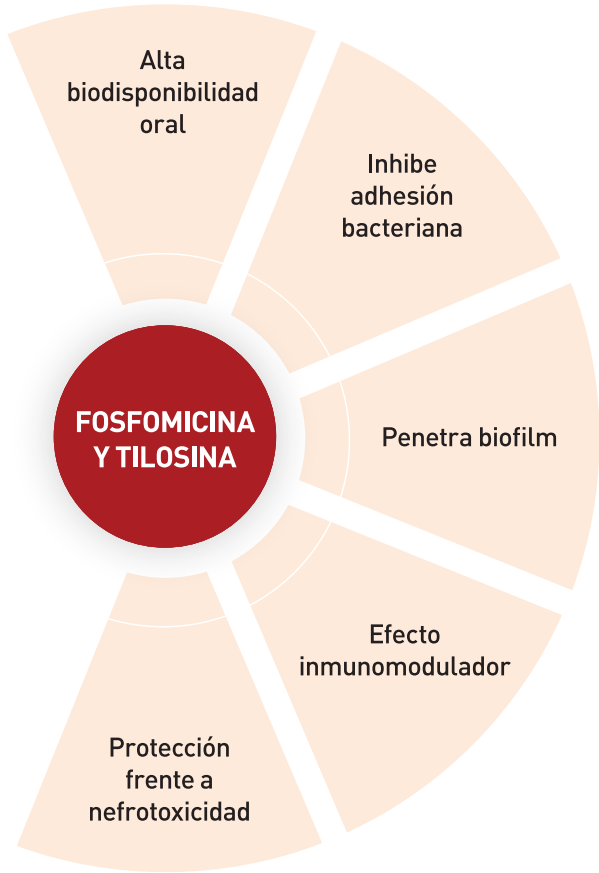 Alta
biodisponibilidad
oral
Inhibe
adhesión
bacteriana
FOSFOMICINA
Y TILOSINA
Penetra biofilm
Efecto
inmunomodulador
Protección
frente a
nefrotoxicidad